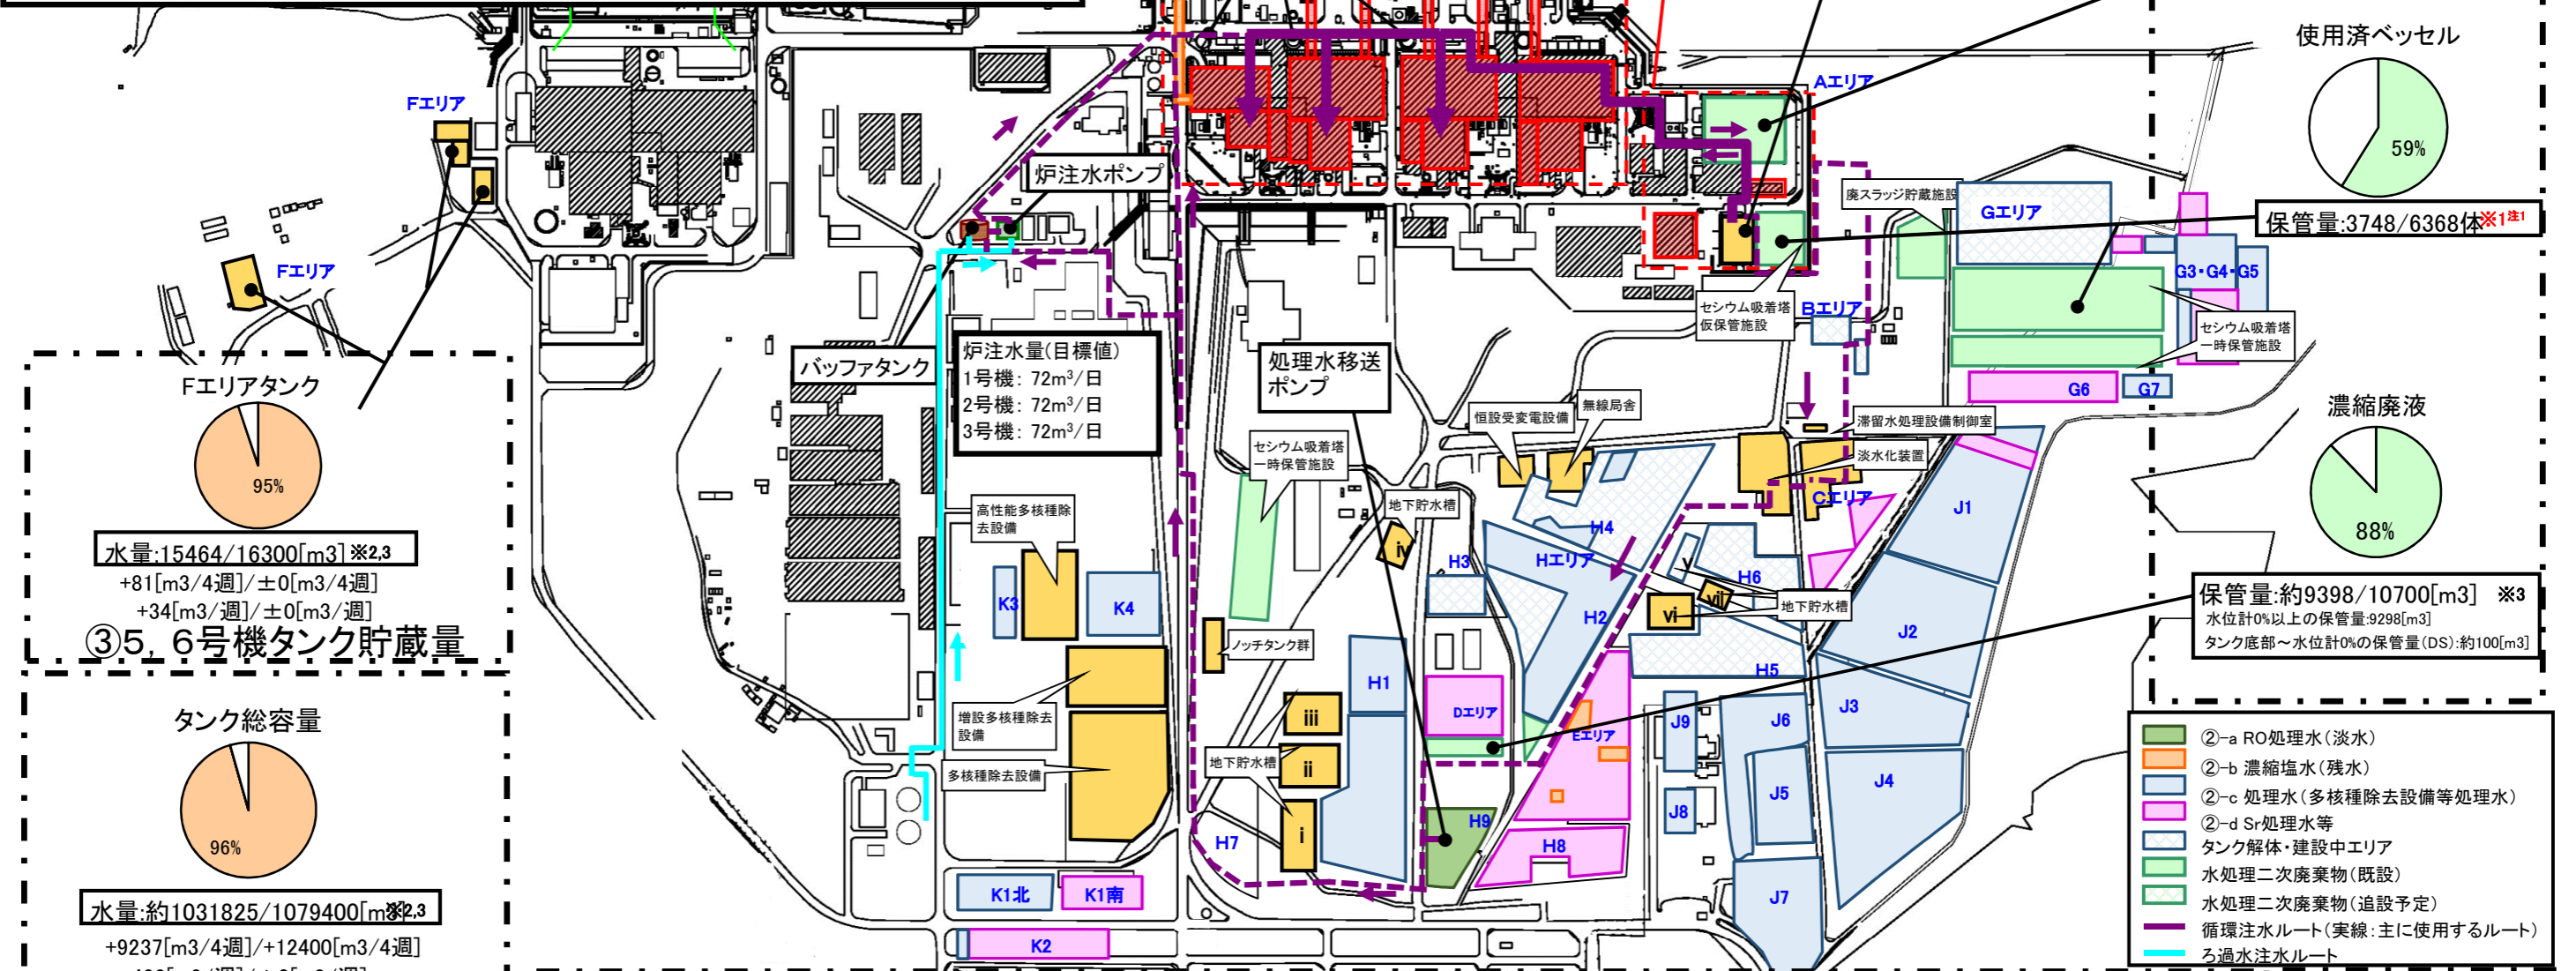 使用済ベッセル
59%
保管量:3748/6368体※1注1
Aエリア
廃スラッジ貯蔵施設
Gエリア
G3・G4・G5
セシウム吸着塔
仮保管施設
Bエリア
セシウム吸着塔
一時保管施設
G6
G7
Fエリア
Fエリア
炉注水ポンプ
バッファタンク
炉注水量(目標値)
1号機: 72m³/日
2号機: 72m³/日
3号機: 72m³/日
処理水移送
ポンプ
Fエリアタンク
95%
水量:15464/16300[m3]※2,3
+81[m3/4週]/±0[m3/4週]
+34[m3/週]/±0[m3/週]
③5, 6号機タンク貯蔵量
タンク総容量
96%
水量:約1031825/1079400[m3]※2,3
+9237[m3/4週]/+12400[m3/4週]
恒設受変電設備
無線局舎
滞留水処理設備制御室
淡水化装置
Cエリア
セシウム吸着塔
一時保管施設
地下貯水槽
iv
高性能多核種除
去設備
K3
K4
H3
H4
Hエリア
H2
v
H6
vi
vii
地下貯水槽
H5
J1
J2
J3
J4
J5
J6
J7
J8
J9
ノッチタンク群
増設多核種除去
設備
多核種除去設備
地下貯水槽
iii
ii
i
H1
Dエリア
Eエリア
H7
H9
H8
K1北
K1南
K2
濃縮廃液
88%
保管量:約9398/10700[m3] ※3
水位計0%以上の保管量:9298[m3]
タンク底部~水位計0%の保管量(DS):約100[m3]
②-a RO処理水(淡水)
②-b 濃縮塩水(残水)
②-c 処理水(多核種除去設備等処理水)
②-d Sr処理水等
タンク解体・建設中エリア
水処理二次廃棄物(既設)
水処理二次廃棄物(追設予定)
循環注水ルート(実線:主に使用するルート)
ろ過水注水ルート